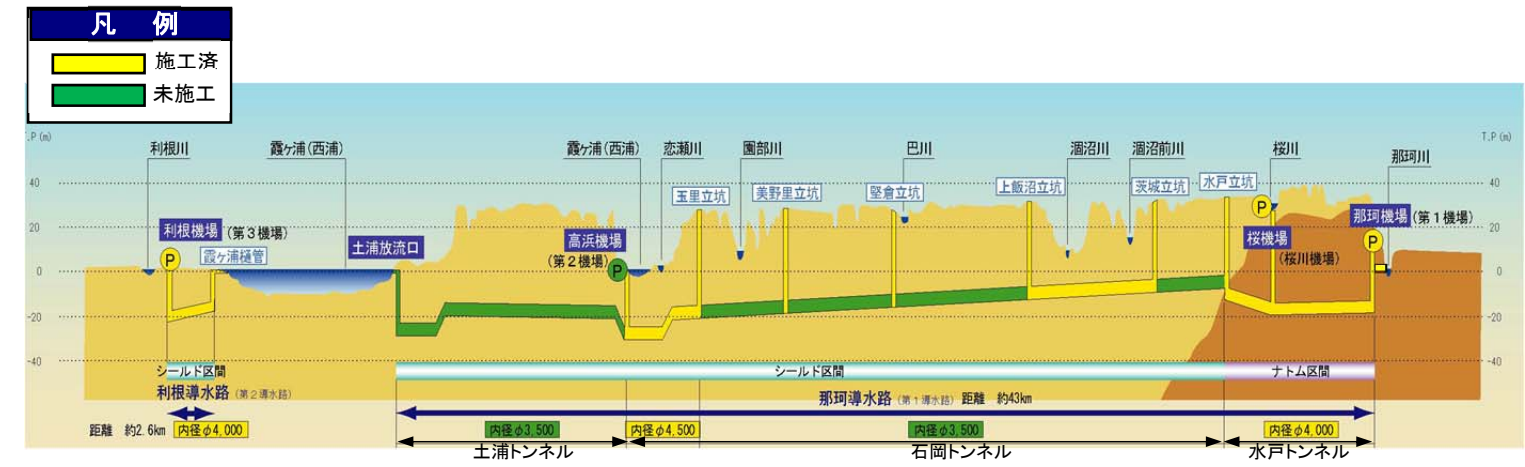 凡 例
施工済
未施工
T.P (m)
T.P (m)
利根川
霞ヶ浦(西浦)
霞ヶ浦(西浦)
恋瀬川
園部川
巴川
涸沼川
涸沼前川
桜川
那珂川
40
20
0
-20
-40
40
20
0
-20
-40
玉里立坑
美野里立坑
堅倉立坑
上飯沼立坑
茨城立坑
水戸立坑
利根機場 (第3機場)
P
霞ヶ浦樋管
土浦放流口
高浜機場
(第2機場)
P
P
桜機場
(桜川機場)
那珂機場 (第1機場)
P
シールド区間
シールド区間
ナトム区間
利根導水路 (第2導水路)
那珂導水路 (第1導水路) 距離 約43km
距離 約2.6km 内径φ4,000
内径φ3,500
内径φ4,500
内径φ3,500
内径φ4,000
土浦トンネル
石岡トンネル
水戸トンネル